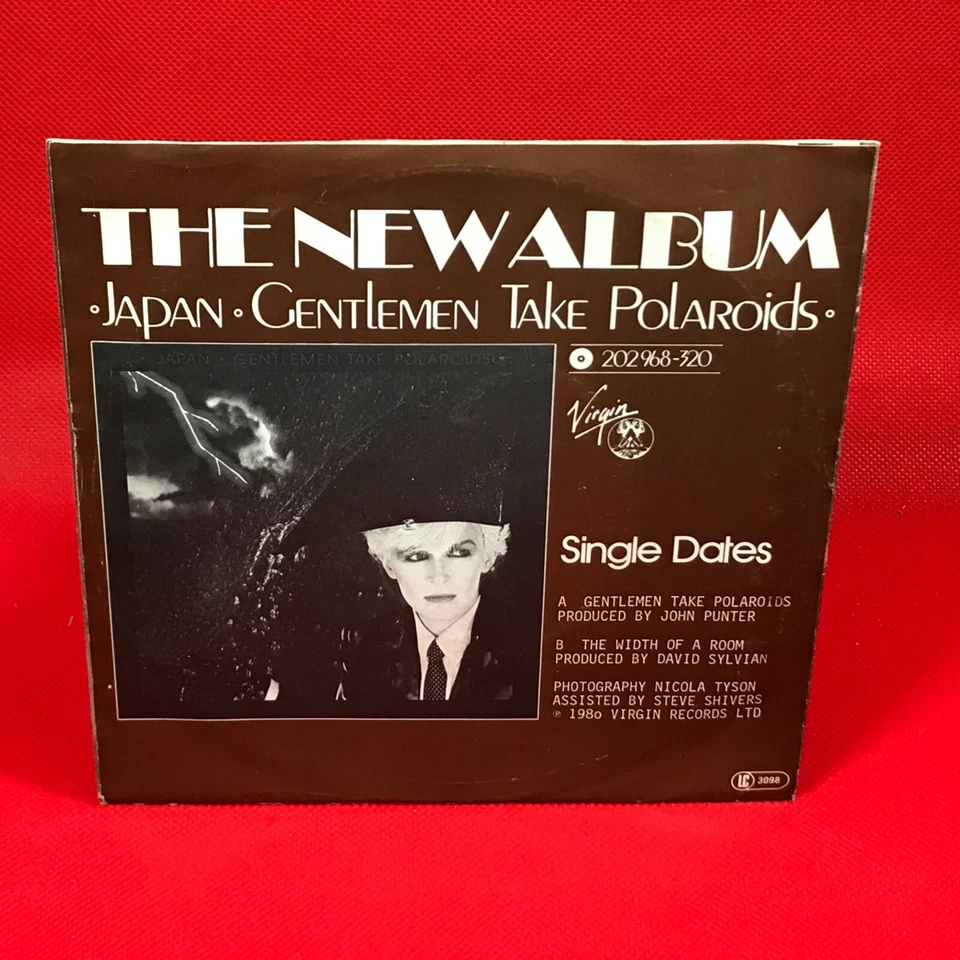 THE NEW ALBUM
•JAPAN • GENTLEMEN TAKE POLAROIDS•
JAPAN • GENTLEMEN TAKE POLAROIDS
202 968-320
Virgin
Single Dates
A GENTLEMEN TAKE POLAROIDS
PRODUCED BY JOHN PUNTER
B THE WIDTH OF A ROOM
PRODUCED BY DAVID SYLVIAN
PHOTOGRAPHY NICOLA TYSON
ASSISTED BY STEVE SHIVERS
℗ 1980 VIRGIN RECORDS LTD
LC 3098